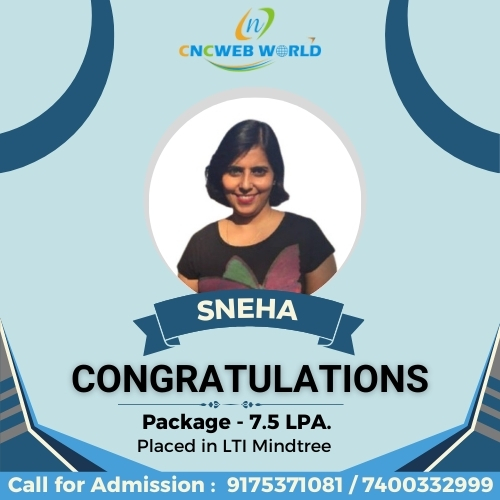 n
CNCWEB WORLD
SNEHA
CONGRATULATIONS
Package - 7.5 LPA.
Placed in LTI Mindtree
Call for Admission : 9175371081 / 7400332999